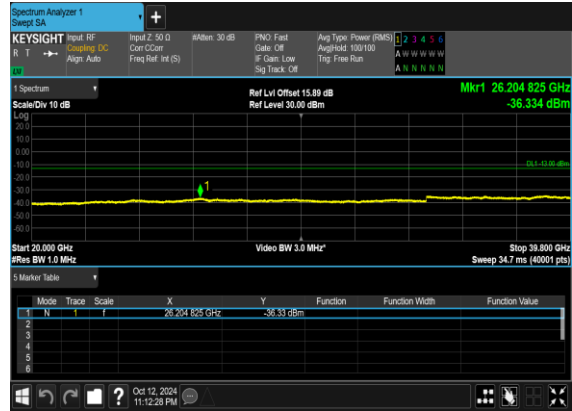 Spectrum Analyzer 1
Swept SA
+
KEYSIGHT Input: RF Input Z: 50 Ω #Atten: 30 dB PNO: Fast Avg Type: Power (RMS) 1 2 3 4 5 6
R T Coupling: DC Corr CCorr Gate: Off Avg|Hold: 100/100 A W W W W W
Align: Auto Freq Ref: Int (S) IF Gain: Low Trig: Free Run
Sig Track: Off A N N N N N
1 Spectrum Ref Lvl Offset 15.89 dB Mkr1 26.204 825 GHz
Scale/Div 10 dB Ref Level 30.00 dBm -36.334 dBm
Log
20.0
10.0
0.00
-10.0
DL1 -13.00 dBm
-20.0
1
-30.0
-40.0
-50.0
-60.0
Start 20.000 GHz Video BW 3.0 MHz* Stop 39.800 GHz
#Res BW 1.0 MHz Sweep 34.7 ms (40001 pts)
5 Marker Table
Mode Trace Scale X Y Function Function Width Function Value
1 N 1 f 26.204 825 GHz -36.33 dBm
2
3
4
5
6
? Oct 12, 2024
11:12:28 PM